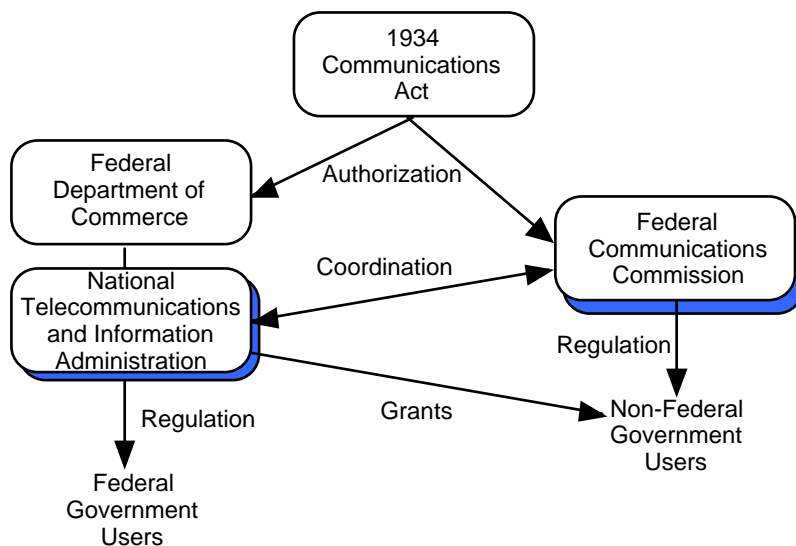 1934
Communications
Act
Federal
Department of
Commerce
Authorization
Federal
Communications
Commission
National
Telecommunications
and Information
Administration
Coordination
Regulation
Regulation
Grants
Non-Federal
Government
Users
Federal
Government
Users